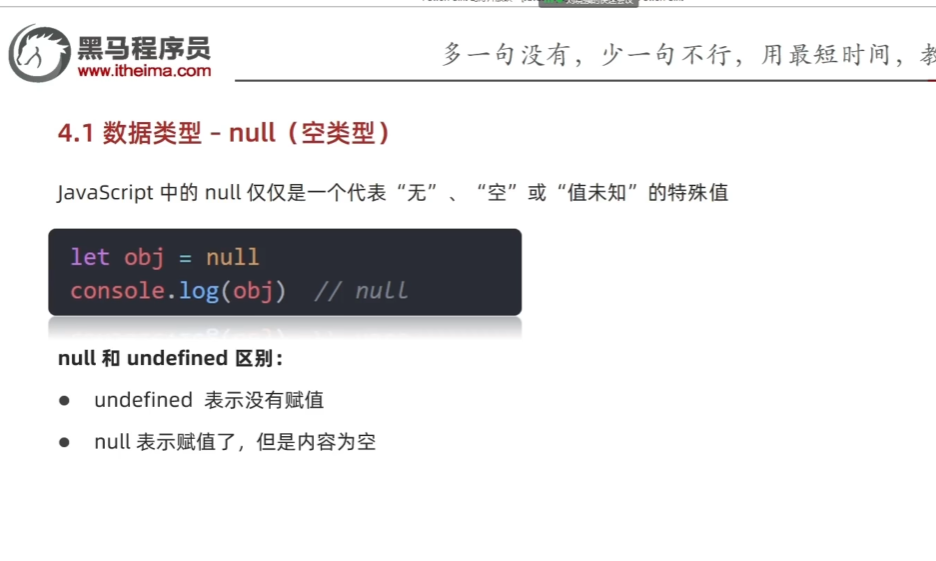 黑马程序员
www.itheima.com
多一句没有，少一句不行，用最短时间，教
4.1 数据类型 – null（空类型）
JavaScript 中的 null 仅仅是一个代表“无”、“空”或“值未知”的特殊值
let obj = null
console.log(obj)  // null
null 和 undefined 区别：
undefined 表示没有赋值
null 表示赋值了，但是内容为空